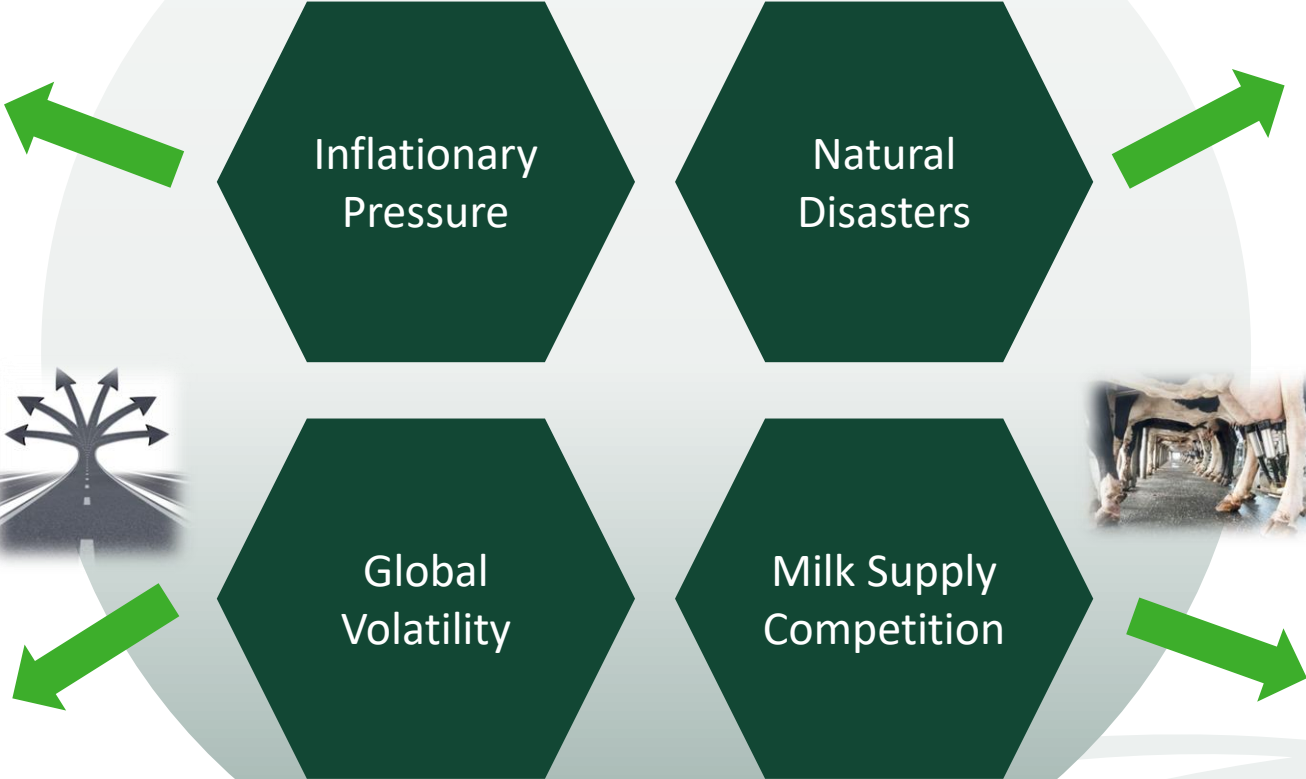 Inflationary
Pressure
Natural
Disasters
Global
Volatility
Milk Supply
Competition